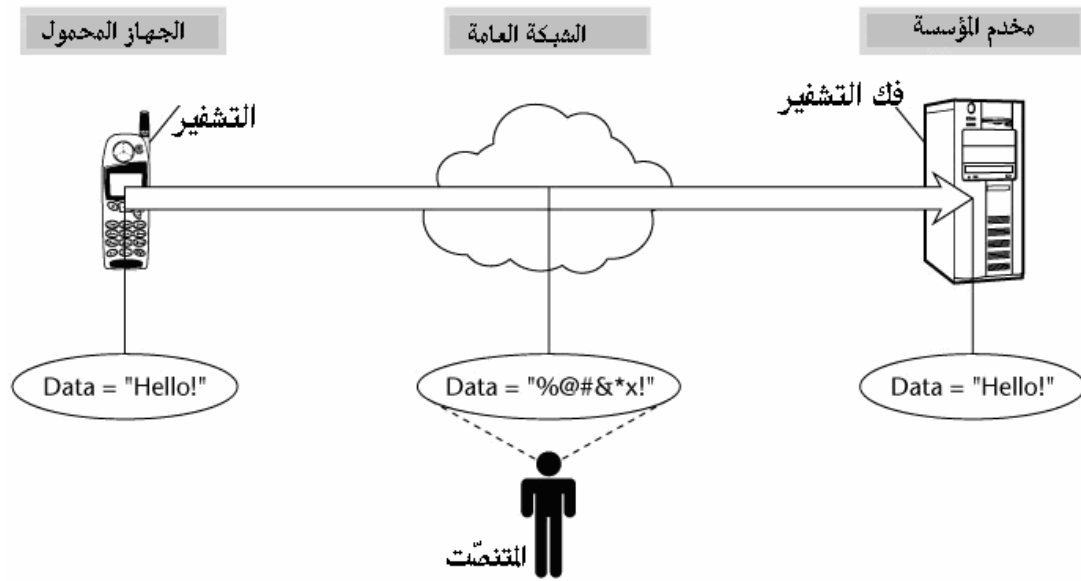 الجهاز المحمول
الشبكة العامة
مخدم المؤسسة
التشفير
فك التشفير
Data = "Hello!"
Data = "%@#&*x!"
Data = "Hello!"
المتنصّت